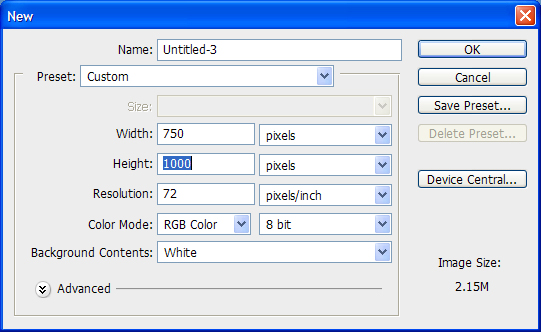 New
Name: Untitled-3 OK
Preset: Custom Cancel
Size: Save Preset...
Width: 750 pixels Delete Preset...
Height: 1000 pixels
Resolution: 72 pixels/inch Device Central...
Color Mode: RGB Color 8 bit
Background Contents: White
Image Size:
Advanced 2.15M